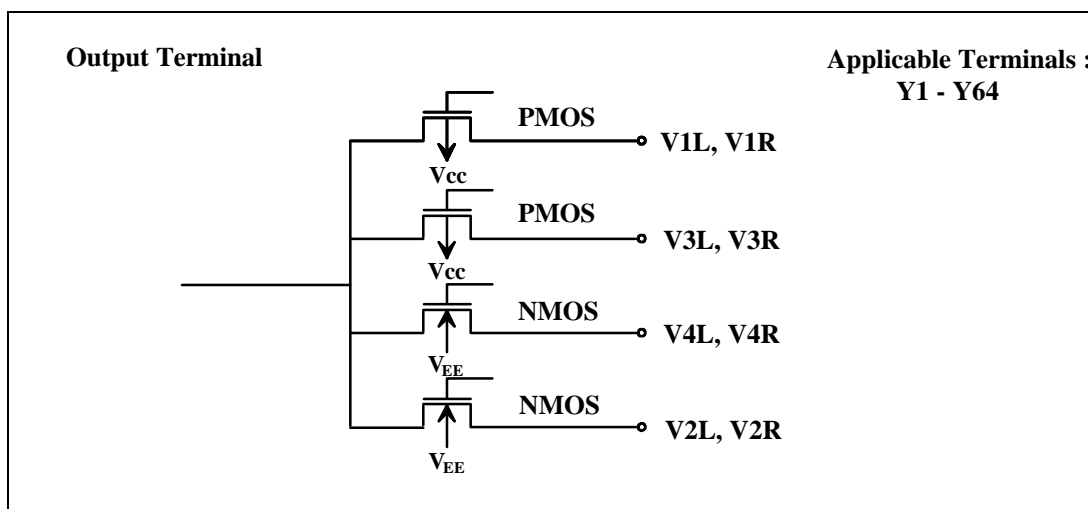 Output Terminal
Applicable Terminals :
Y1 - Y64
PMOS
V1L, V1R
Vcc
PMOS
V3L, V3R
Vcc
NMOS
V4L, V4R
VEE
NMOS
V2L, V2R
VEE